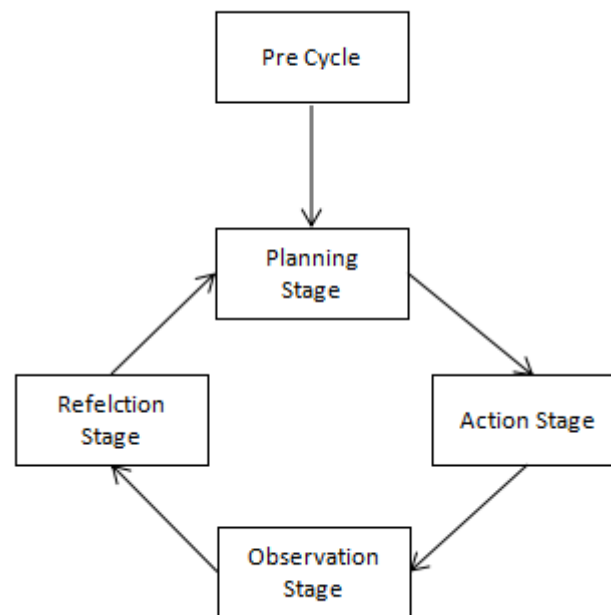 Pre Cycle
Planning
Stage
Refelction
Stage
Action Stage
Observation
Stage